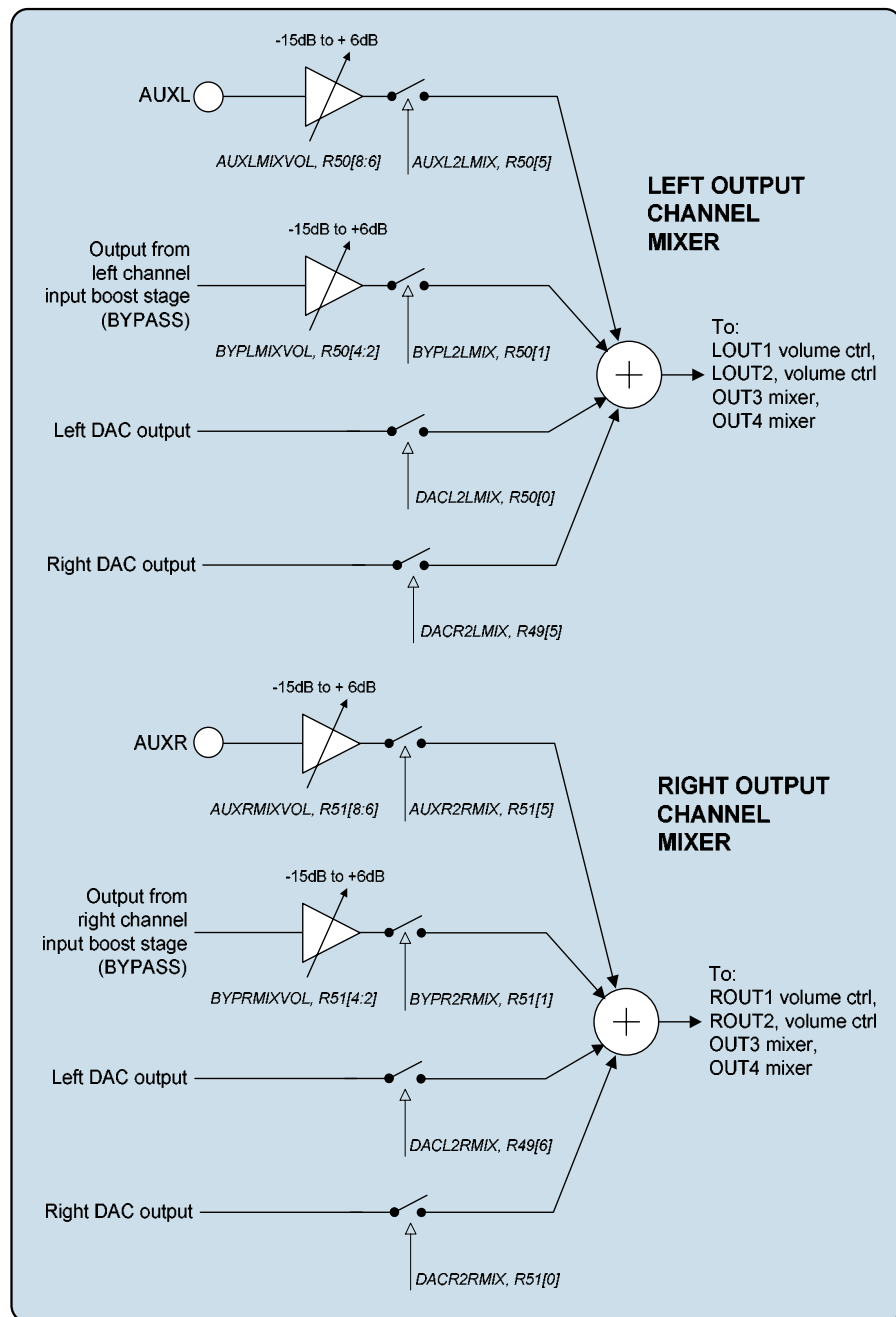 -15dB to + 6dB
AUXL
AUXLMIXVOL, R50[8:6]
AUXL2LMIX, R50[5]
LEFT OUTPUT
CHANNEL
MIXER
-15dB to +6dB
Output from
left channel
input boost stage
(BYPASS)
BYPLMIXVOL, R50[4:2]
BYPL2LMIX, R50[1]
To:
LOUT1 volume ctrl,
LOUT2, volume ctrl
OUT3 mixer,
OUT4 mixer
Left DAC output
DACL2LMIX, R50[0]
Right DAC output
DACR2LMIX, R49[5]
-15dB to + 6dB
AUXR
AUXRMIXVOL, R51[8:6]
AUXR2RMIX, R51[5]
RIGHT OUTPUT
CHANNEL
MIXER
-15dB to +6dB
Output from
right channel
input boost stage
(BYPASS)
BYPRMIXVOL, R51[4:2]
BYPR2RMIX, R51[1]
To:
ROUT1 volume ctrl,
ROUT2, volume ctrl
OUT3 mixer,
OUT4 mixer
Left DAC output
DACL2RMIX, R49[6]
Right DAC output
DACR2RMIX, R51[0]